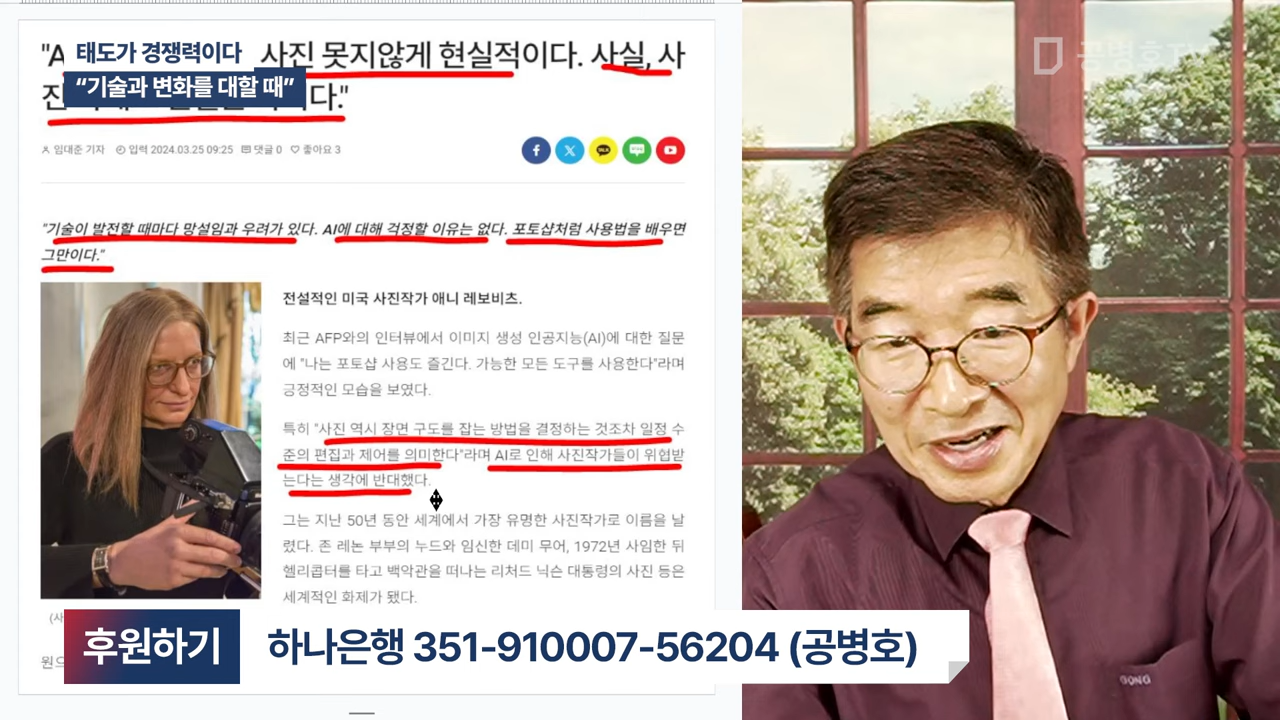 "A 사진 못지않게 현실적이다. 사실, 사
진 다."
태도가 경쟁력이다
“기술과 변화를 대할 때”
임대준 기자 입력 2024.03.25 09:25 댓글 0 좋아요 3
"기술이 발전할 때마다 망설임과 우려가 있다. AI에 대해 걱정할 이유는 없다. 포토샵처럼 사용법을 배우면
그만이다."
전설적인 미국 사진작가 애니 레보비츠.
최근 AFP와의 인터뷰에서 이미지 생성 인공지능(AI)에 대한 질문
에 "나는 포토샵 사용도 즐긴다. 가능한 모든 도구를 사용한다"라며
긍정적인 모습을 보였다.
특히 "사진 역시 장면 구도를 잡는 방법을 결정하는 것조차 일정 수
준의 편집과 제어를 의미한다"라며 AI로 인해 사진작가들이 위협받
는다는 생각에 반대했다.
그는 지난 50년 동안 세계에서 가장 유명한 사진작가로 이름을 날
렸다. 존 레논 부부의 누드와 임신한 데미 무어, 1972년 사임한 뒤
헬리콥터를 타고 백악관을 떠나는 리처드 닉슨 대통령의 사진 등은
세계적인 화제가 됐다.
(사
원으
후원하기
하나은행 351-910007-56204 (공병호)
공병호TV
GONG